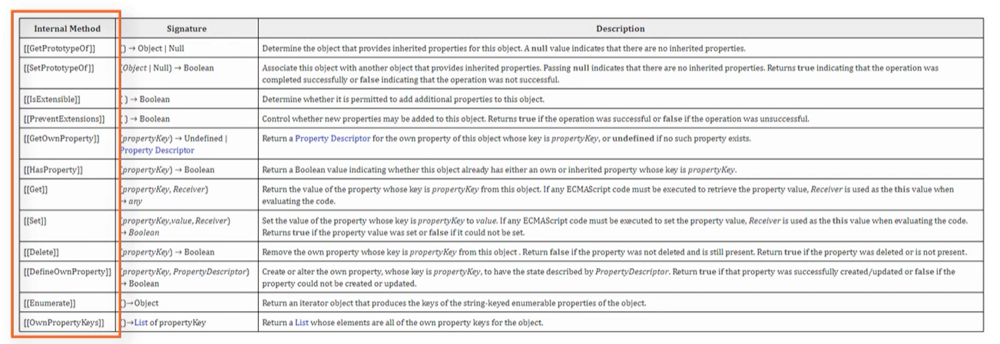 Internal Method Signature Description
[[GetPrototypeOf]] () → Object | Null Determine the object that provides inherited properties for this object. A null value indicates that there are no inherited properties.
[[SetPrototypeOf]] (Object | Null) → Boolean Associate this object with another object that provides inherited properties. Passing null indicates that there are no inherited properties. Returns true indicating that the operation was
completed successfully or false indicating that the operation was not successful.
[[IsExtensible]] ( ) → Boolean Determine whether it is permitted to add additional properties to this object.
[[PreventExtensions]] ( ) → Boolean Control whether new properties may be added to this object. Returns true if the operation was successful or false if the operation was unsuccessful.
[[GetOwnProperty]] (propertyKey) → Undefined | Return a Property Descriptor for the own property of this object whose key is propertyKey, or undefined if no such property exists.
Property Descriptor
[[HasProperty]] (propertyKey) → Boolean Return a Boolean value indicating whether this object already has either an own or inherited property whose key is propertyKey.
[[Get]] (propertyKey, Receiver) Return the value of the property whose key is propertyKey from this object. If any ECMAScript code must be executed to retrieve the property value, Receiver is used as the this value when
→ any evaluating the code.
[[Set]] (propertyKey,value, Receiver) Set the value of the property whose key is propertyKey to value. If any ECMAScript code must be executed to set the property value, Receiver is used as the this value when evaluating the code.
→ Boolean Returns true if the property value was set or false if it could not be set.
[[Delete]] (propertyKey) → Boolean Remove the own property whose key is propertyKey from this object . Return false if the property was not deleted and is still present. Return true if the property was deleted or is not present.
[[DefineOwnProperty]] (propertyKey, PropertyDescriptor) Create or alter the own property, whose key is propertyKey, to have the state described by PropertyDescriptor. Return true if that property was successfully created/updated or false if the
→ Boolean property could not be created or updated.
[[Enumerate]] ()→Object Return an iterator object that produces the keys of the string-keyed enumerable properties of the object.
[[OwnPropertyKeys]] ()→List of propertyKey Return a List whose elements are all of the own property keys for the object.